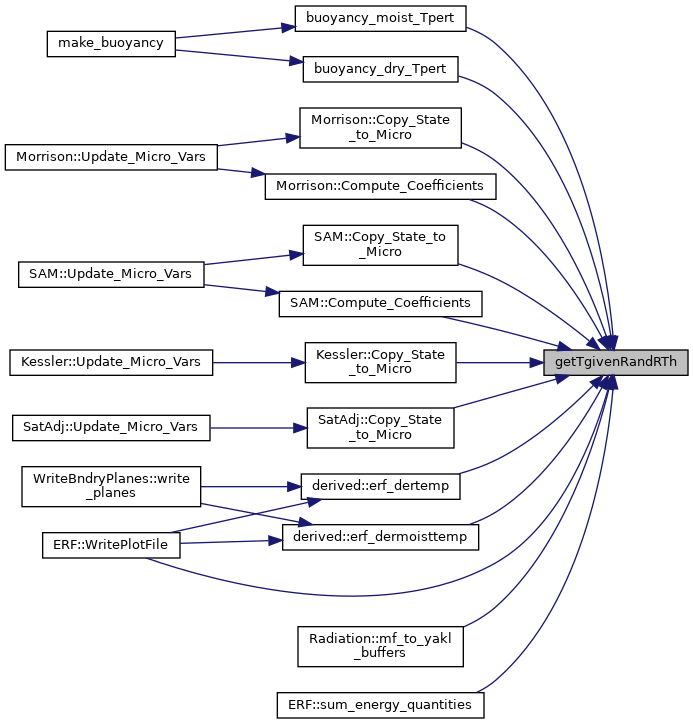 buoyancy_moist_Tpert
make_buoyancy
buoyancy_dry_Tpert
Morrison::Copy_State
_to_Micro
Morrison::Update_Micro_Vars
Morrison::Compute_Coefficients
SAM::Copy_State_to
_Micro
SAM::Update_Micro_Vars
SAM::Compute_Coefficients
getTgivenRandRTh
Kessler::Update_Micro_Vars
Kessler::Copy_State
_to_Micro
SatAdj::Update_Micro_Vars
SatAdj::Copy_State
_to_Micro
WriteBndryPlanes::write
_planes
derived::erf_dertemp
ERF::WritePlotFile
derived::erf_dermoisttemp
Radiation::mf_to_yakl
_buffers
ERF::sum_energy_quantities